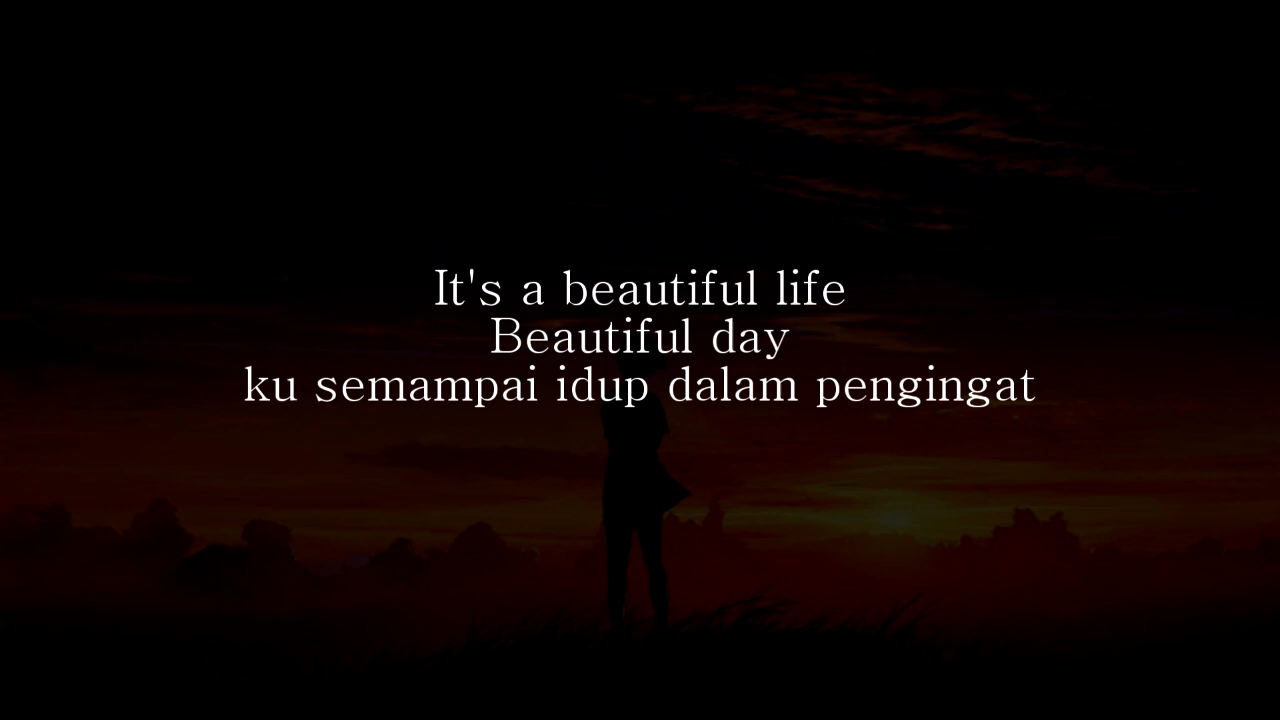 It's a beautiful life
Beautiful day
ku semampai idup dalam pengingat